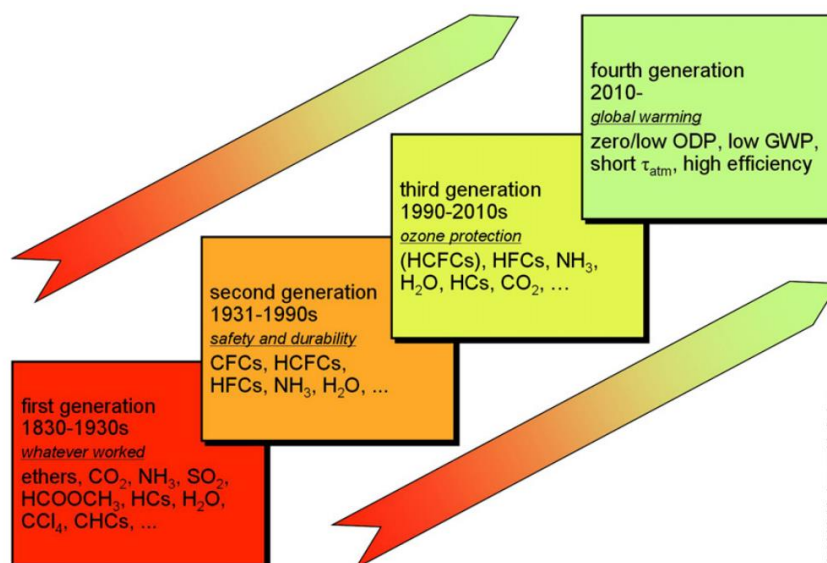 first generation
1830-1930s
whatever worked
ethers, CO₂, NH₃, SO₂,
HCOOCH₃, HCs, H₂O,
CCl₄, CHCs, ...
second generation
1931-1990s
safety and durability
CFCs, HCFCs,
HFCs, NH₃, H₂O, ...
third generation
1990-2010s
ozone protection
(HCFCs), HFCs, NH₃,
H₂O, HCs, CO₂, ...
fourth generation
2010-
global warming
zero/low ODP, low GWP,
short τatm, high efficiency